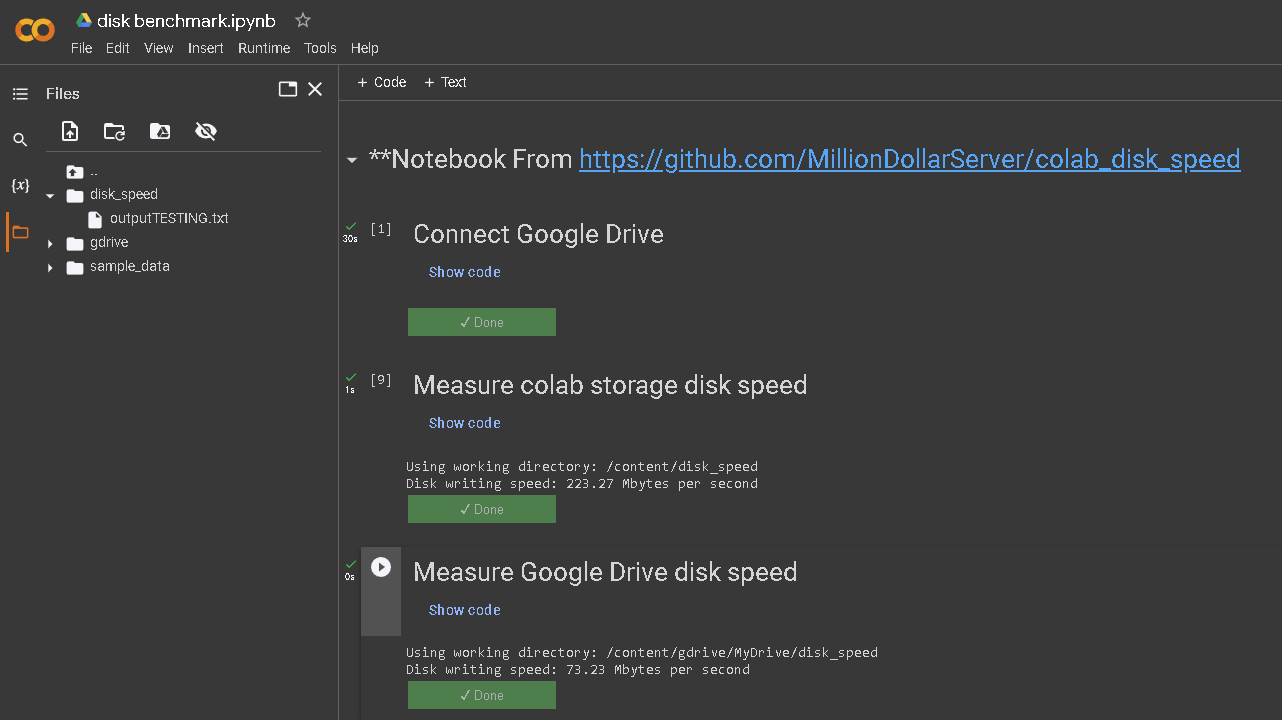 disk benchmark.ipynb
File Edit View Insert Runtime Tools Help
Files
+ Code + Text
..
disk_speed
outputTESTING.txt
gdrive
sample_data
{x}
**Notebook From https://github.com/MillionDollarServer/colab_disk_speed
30s
[1]
Connect Google Drive
Show code
✓ Done
1s
[9]
Measure colab storage disk speed
Show code
Using working directory: /content/disk_speed
Disk writing speed: 223.27 Mbytes per second
✓ Done
0s
Measure Google Drive disk speed
Show code
Using working directory: /content/gdrive/MyDrive/disk_speed
Disk writing speed: 73.23 Mbytes per second
✓ Done